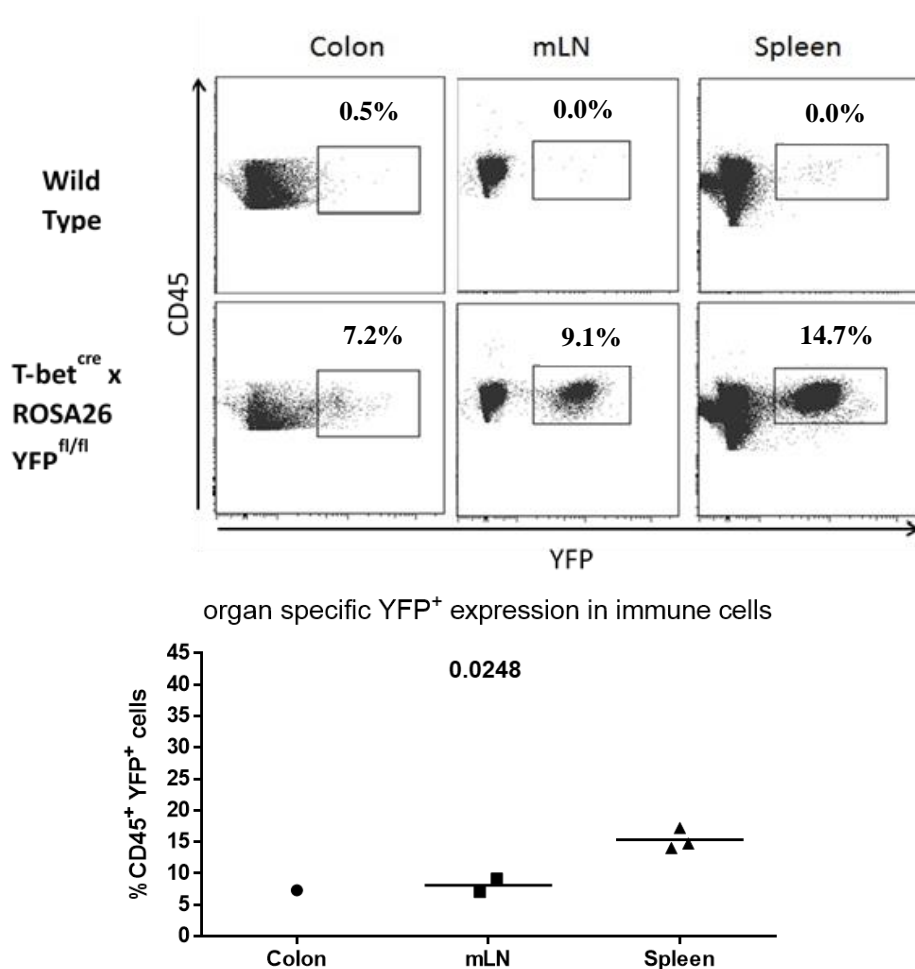 Colon mLN Spleen
Wild
Type
0.5% 0.0% 0.0%
CD45
T-bet^cre x
ROSA26
YFP^fl/fl
7.2% 9.1% 14.7%
YFP
organ specific YFP⁺ expression in immune cells
% CD45⁺ YFP⁺ cells
0.0248
45
40
35
30
25
20
15
10
5
0
Colon mLN Spleen